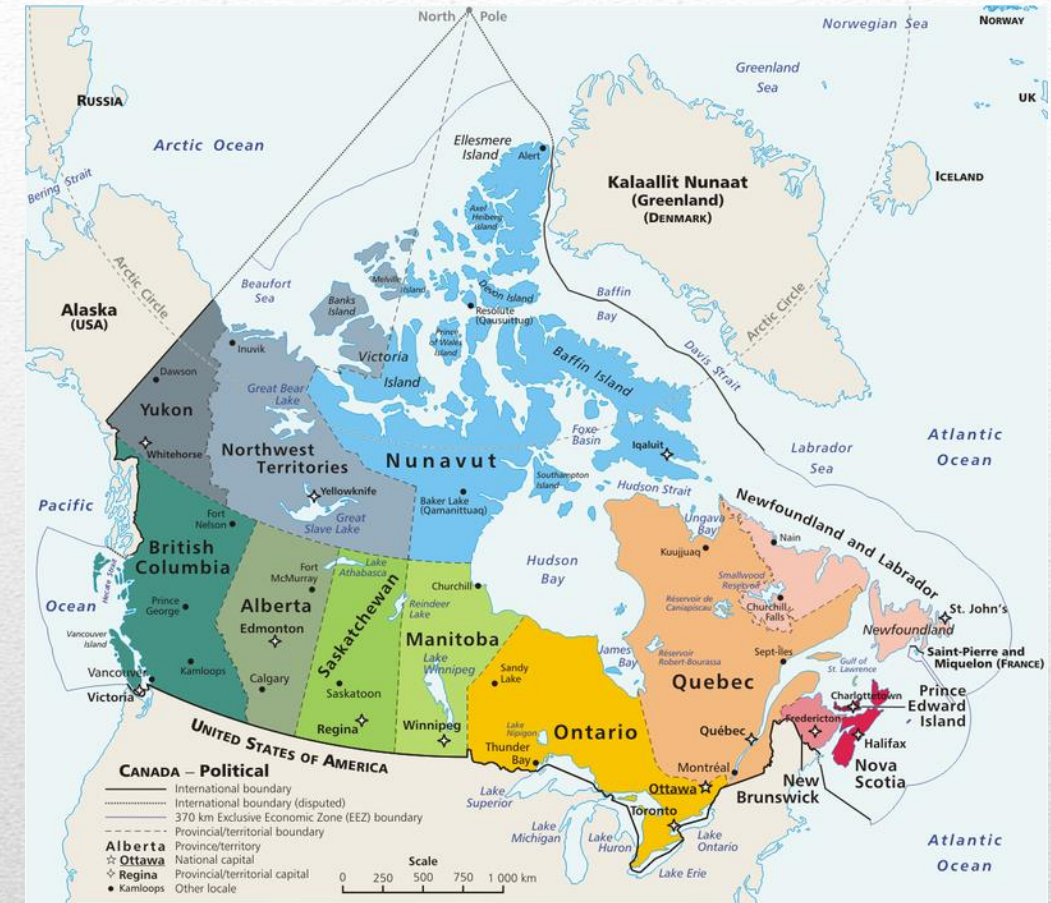 North Pole
Norwegian Sea
NORWAY
Greenland
Sea
RUSSIA
UK
Arctic Ocean
Ellesmere
Island
Alert
Bering Strait
Kalaallit Nunaat
(Greenland)
(DENMARK)
ICELAND
Axel
Heiberg
Island
Arctic Circle
Beaufort
Sea
Melville
Island
Devon Island
Baffin
Bay
Arctic Circle
Alaska
(USA)
Banks
Island
Resolute
(Qausuittuq)
Prince
of Wales
Island
Davis Strait
Inuvik
Victoria
Island
Baffin Island
Dawson
Great Bear
Lake
Yukon
Foxe
Basin
Iqaluit
Labrador
Sea
Atlantic
Ocean
Whitehorse
Northwest
Territories
Nunavut
Southampton
Island
Hudson Strait
Yellowknife
Baker Lake
(Qamanittuaq)
Newfoundland and Labrador
Pacific
Ocean
Fort
Nelson
Great
Slave Lake
Ungava
Bay
Nain
British
Columbia
Hudson
Bay
Kuujjuaq
Hecate Strait
Lake
Athabasca
Fort
McMurray
Smallwood
Reservoir
Churchill
Réservoir de
Caniapiscau
Churchill
Falls
Prince
George
Alberta
Edmonton
Saskatchewan
Reindeer
Lake
St. John's
Newfoundland
Vancouver
Island
Manitoba
James
Bay
Réservoir
Robert-Bourassa
Sept-Îles
Saint-Pierre and
Miquelon (FRANCE)
Gulf of
St. Lawrence
Kamloops
Lake
Winnipeg
Sandy
Lake
Vancouver
Calgary
Saskatoon
Quebec
Charlottetown
Prince
Edward
Island
Victoria
Regina
Winnipeg
Lake
Nipigon
Ontario
Québec
Fredericton
Halifax
UNITED STATES OF AMERICA
Thunder
Bay
Montréal
Nova
Scotia
New
Brunswick
Ottawa
Lake
Superior
Toronto
Lake
Michigan
Lake
Huron
Lake
Ontario
Lake Erie
Atlantic
Ocean
CANADA – Political
International boundary
International boundary (disputed)
370 km Exclusive Economic Zone (EEZ) boundary
Provincial/territorial boundary
Alberta Province/territory
Ottawa National capital
Regina Provincial/territorial capital
Kamloops Other locale
Scale
0 250 500 750 1 000 km